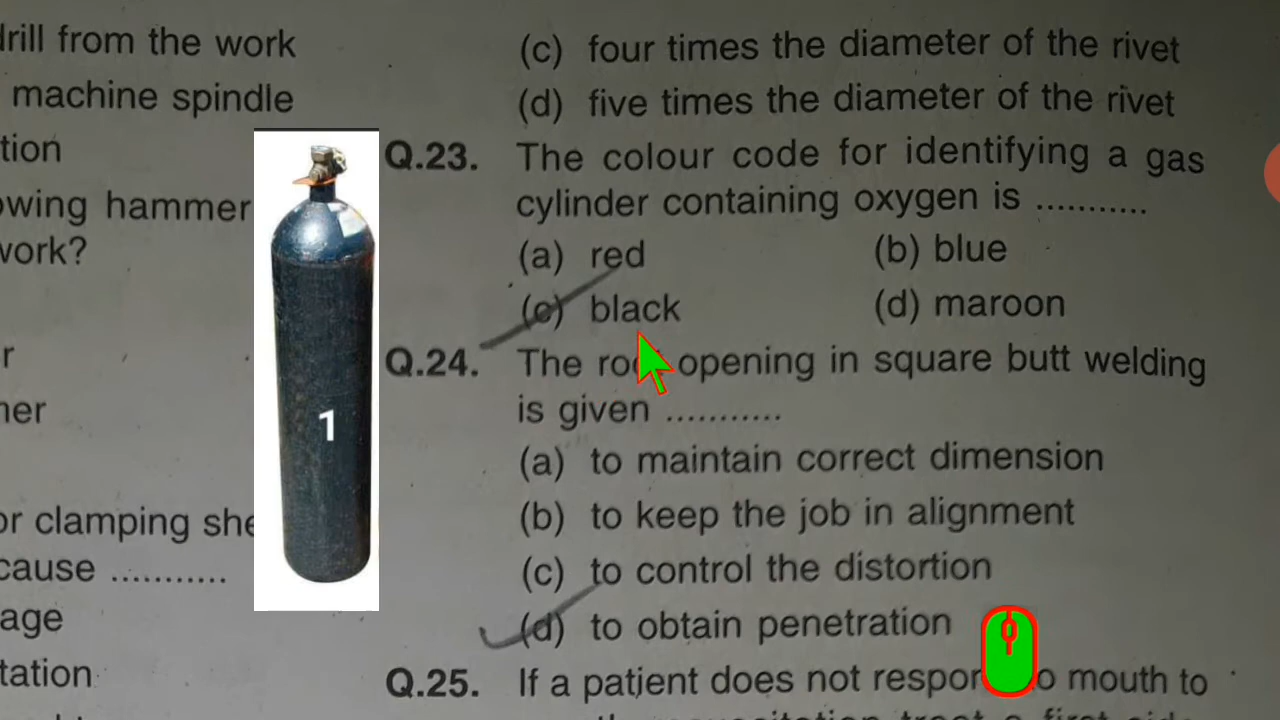 drill from the work
machine spindle
tion
owing hammer
work?
r
ner
or clamping she
cause ...........
age
tation
1
(c) four times the diameter of the rivet
(d) five times the diameter of the rivet
Q.23. The colour code for identifying a gas
cylinder containing oxygen is ...........
(a) red (b) blue
(c) black (d) maroon
Q.24. The root opening in square butt welding
is given ...........
(a) to maintain correct dimension
(b) to keep the job in alignment
(c) to control the distortion
(d) to obtain penetration
Q.25. If a patient does not respon to mouth to